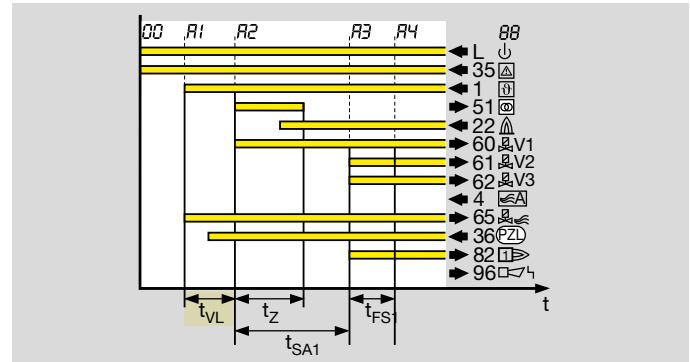 00 A1 A2 A3 A4 88
L
35
1 ϑ
51
22
60 V1
61 V2
62 V3
4 A
65
36 PZL
82 1
96
tVL tZ tFS1 t
tSA1